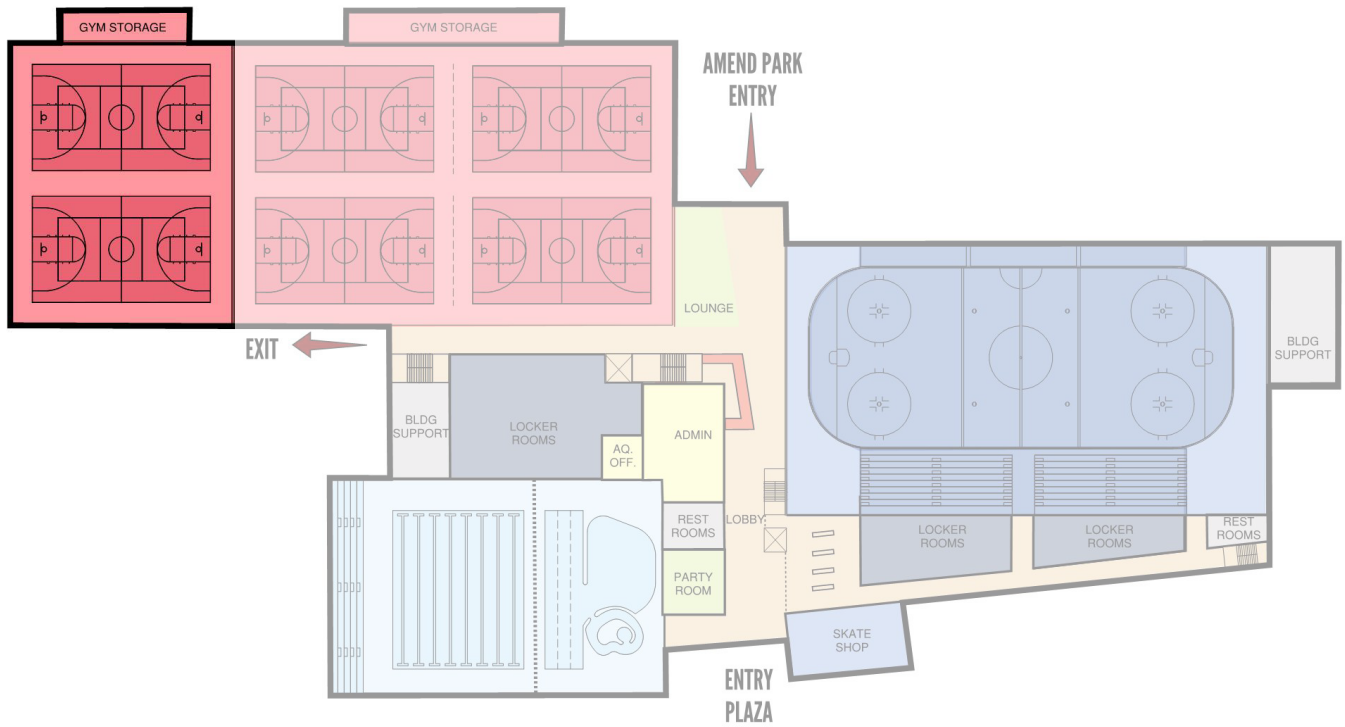 GYM STORAGE
GYM STORAGE
AMEND PARK
ENTRY
LOUNGE
EXIT
BLDG
SUPPORT
BLDG
SUPPORT
LOCKER
ROOMS
ADMIN
AQ.
OFF.
REST
ROOMS
LOBBY
LOCKER
ROOMS
LOCKER
ROOMS
REST
ROOMS
PARTY
ROOM
SKATE
SHOP
ENTRY
PLAZA